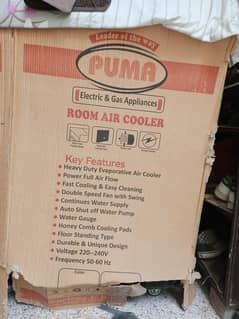 Leader of the way
PUMA
Electric & Gas Appliances
ROOM AIR COOLER
Key Features
• Heavy Duty Evaporative Air Cooler
• Power Full Air Flow
• Fast Cooling & Easy Cleaning
• Double Speed Fan with Swing
• Continues Water Supply
• Auto Shut off Water Pump
• Water Gauge
• Honey Comb Cooling Pads
• Floor Standing Type
• Durable & Unique Design
• Voltage 220~240V
• Frequency 50-60 Hz